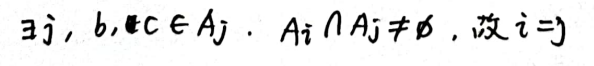 ∃j, b, c ∈ Aj. Ai ∩ Aj ≠ ∅, 故 i=j